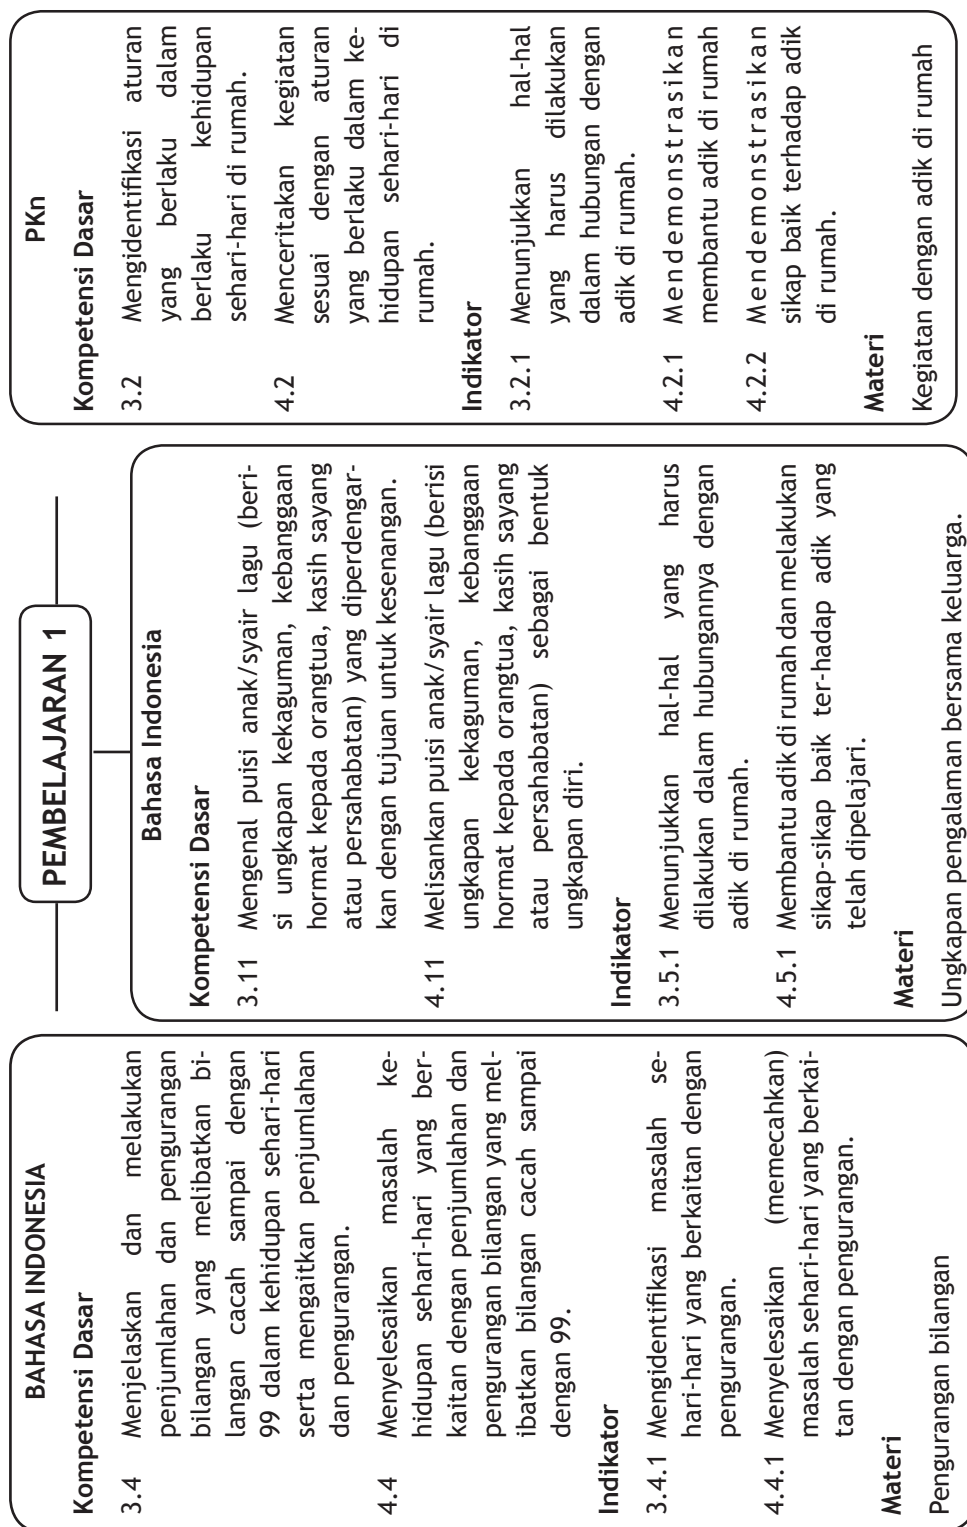 PEMBELAJARAN 1
BAHASA INDONESIA
Kompetensi Dasar
3.4 Menjelaskan dan melakukan
penjumlahan dan pengurangan
bilangan yang melibatkan bi-
langan cacah sampai dengan
99 dalam kehidupan sehari-hari
serta mengaitkan penjumlahan
dan pengurangan.
4.4 Menyelesaikan masalah ke-
hidupan sehari-hari yang ber-
kaitan dengan penjumlahan dan
pengurangan bilangan yang mel-
ibatkan bilangan cacah sampai
dengan 99.
Indikator
3.4.1 Mengidentifikasi masalah se-
hari-hari yang berkaitan dengan
pengurangan.
4.4.1 Menyelesaikan (memecahkan)
masalah sehari-hari yang berkai-
tan dengan pengurangan.
Materi
Pengurangan bilangan
Bahasa Indonesia
Kompetensi Dasar
3.11 Mengenal puisi anak/syair lagu (beri-
si ungkapan kekaguman, kebanggaan
hormat kepada orangtua, kasih sayang
atau persahabatan) yang diperdengar-
kan dengan tujuan untuk kesenangan.
4.11 Melisankan puisi anak/syair lagu (berisi
ungkapan kekaguman, kebanggaan
hormat kepada orangtua, kasih sayang
atau persahabatan) sebagai bentuk
ungkapan diri.
Indikator
3.5.1 Menunjukkan hal-hal yang harus
dilakukan dalam hubungannya dengan
adik di rumah.
4.5.1 Membantu adik di rumah dan melakukan
sikap-sikap baik ter-hadap adik yang
telah dipelajari.
Materi
Ungkapan pengalaman bersama keluarga.
PKn
Kompetensi Dasar
3.2 Mengidentifikasi aturan
yang berlaku dalam
berlaku kehidupan
sehari-hari di rumah.
4.2 Menceritakan kegiatan
sesuai dengan aturan
yang berlaku dalam ke-
hidupan sehari-hari di
rumah.
Indikator
3.2.1 Menunjukkan hal-hal
yang harus dilakukan
dalam hubungan dengan
adik di rumah.
4.2.1 Mendemonstrasikan
membantu adik di rumah
4.2.2 Mendemonstrasikan
sikap baik terhadap adik
di rumah.
Materi
Kegiatan dengan adik di rumah